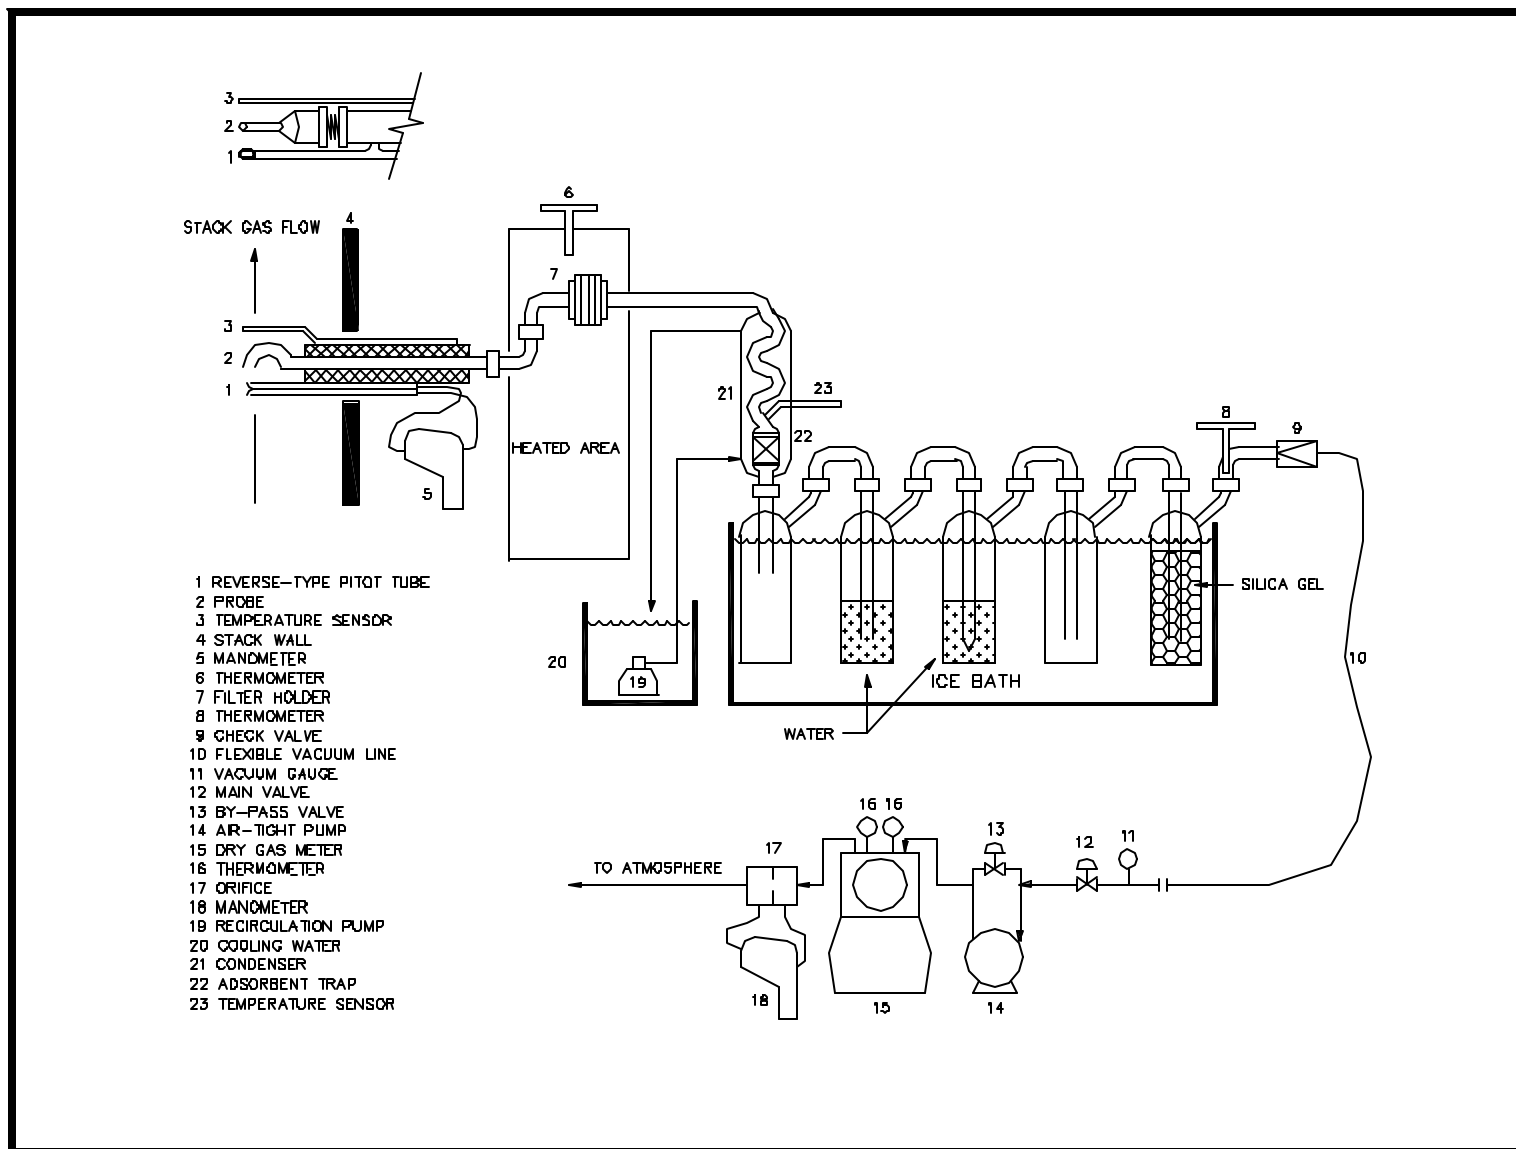 3
2
1
STACK GAS FLOW
4
6
7
3
2
1
5
HEATED AREA
21
23
22
8
9
SILICA GEL
10
20
19
ICE BATH
WATER
1 REVERSE-TYPE PITOT TUBE
2 PROBE
3 TEMPERATURE SENSOR
4 STACK WALL
5 MANOMETER
6 THERMOMETER
7 FILTER HOLDER
8 THERMOMETER
9 CHECK VALVE
10 FLEXIBLE VACUUM LINE
11 VACUUM GAUGE
12 MAIN VALVE
13 BY-PASS VALVE
14 AIR-TIGHT PUMP
15 DRY GAS METER
16 THERMOMETER
17 ORIFICE
18 MANOMETER
19 RECIRCULATION PUMP
20 COOLING WATER
21 CONDENSER
22 ADSORBENT TRAP
23 TEMPERATURE SENSOR
16 16
13
12
11
17
TO ATMOSPHERE
18
15
14